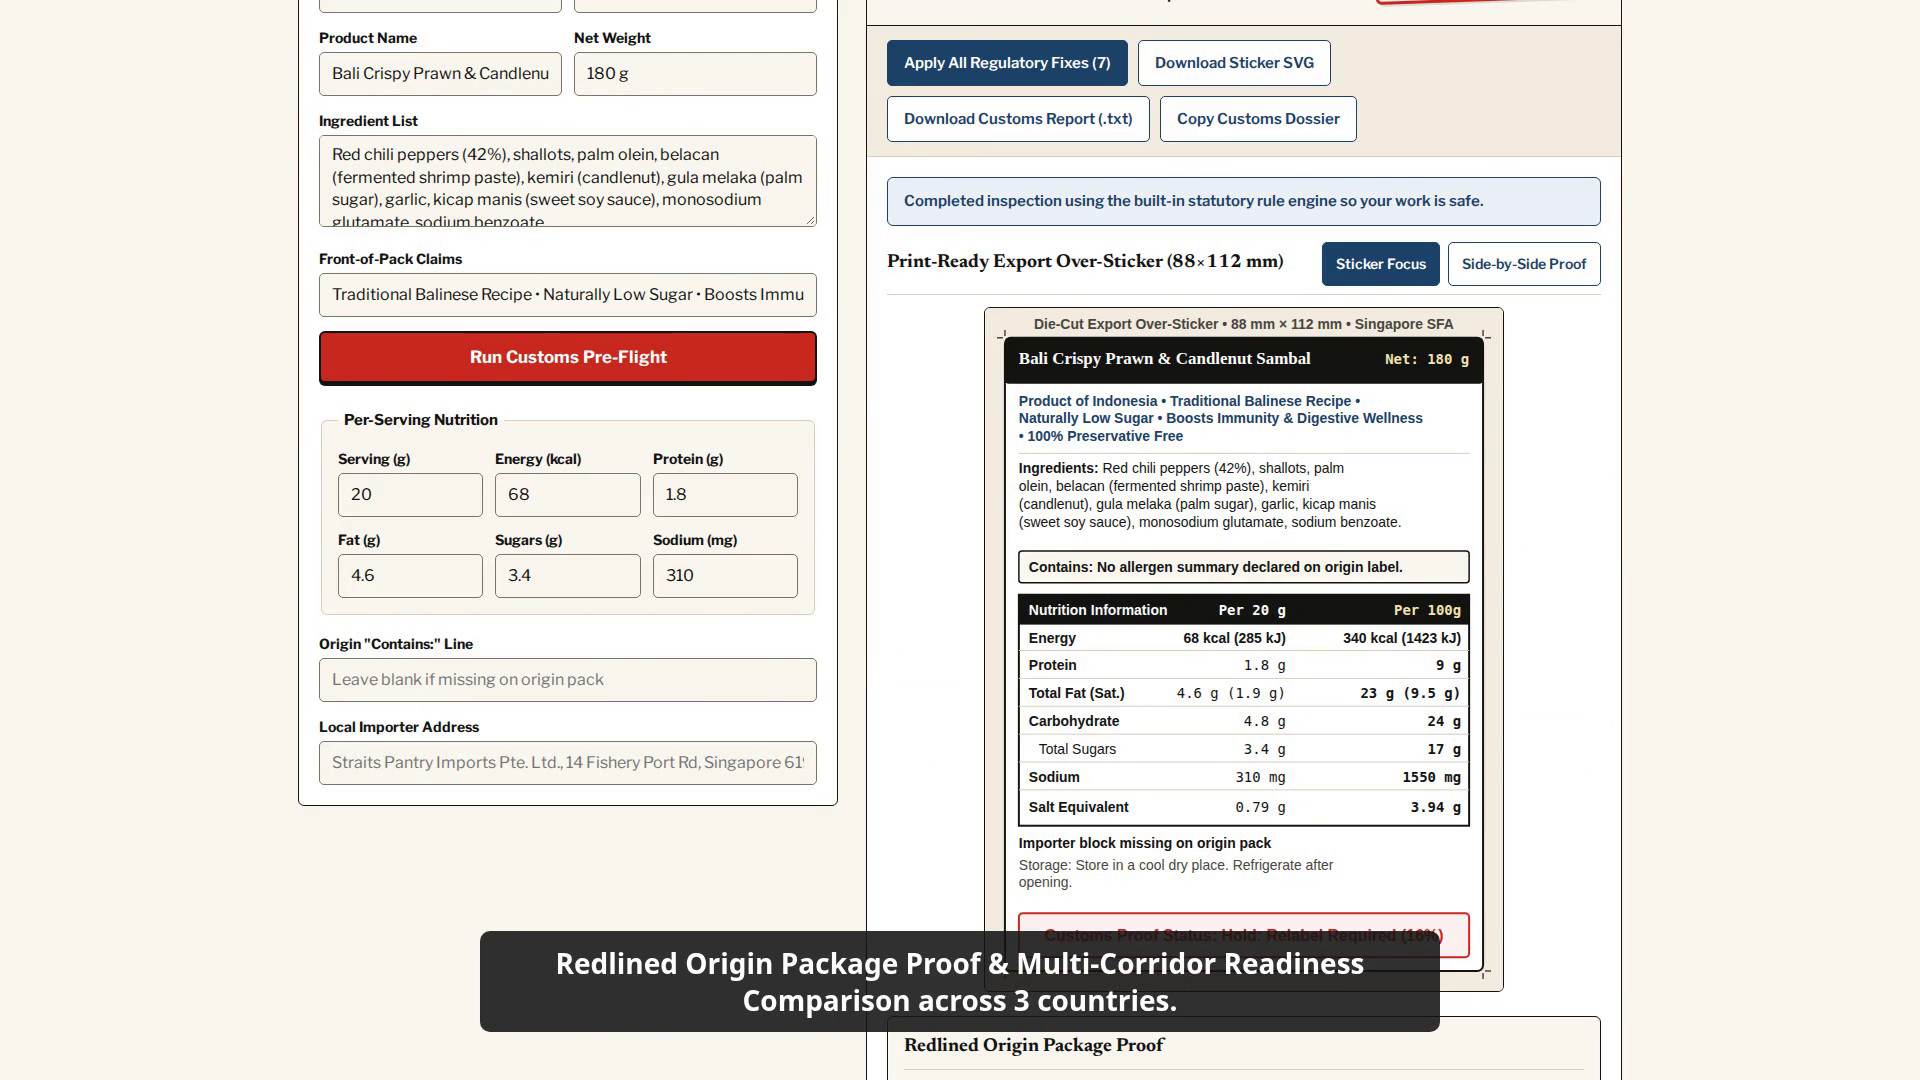 Product Name
Net Weight
Bali Crispy Prawn & Candlenu
180 g
Ingredient List
Red chili peppers (42%), shallots, palm olein, belacan
(fermented shrimp paste), kemiri (candlenut), gula melaka (palm
sugar), garlic, kicap manis (sweet soy sauce), monosodium
glutamate, sodium benzoate
Front-of-Pack Claims
Traditional Balinese Recipe • Naturally Low Sugar • Boosts Immu
Run Customs Pre-Flight
Per-Serving Nutrition
Serving (g)
Energy (kcal)
Protein (g)
20
68
1.8
Fat (g)
Sugars (g)
Sodium (mg)
4.6
3.4
310
Origin "Contains:" Line
Leave blank if missing on origin pack
Local Importer Address
Straits Pantry Imports Pte. Ltd., 14 Fishery Port Rd, Singapore 619
Apply All Regulatory Fixes (7)
Download Sticker SVG
Download Customs Report (.txt)
Copy Customs Dossier
Completed inspection using the built-in statutory rule engine so your work is safe.
Print-Ready Export Over-Sticker (88×112 mm)
Sticker Focus
Side-by-Side Proof
Die-Cut Export Over-Sticker • 88 mm × 112 mm • Singapore SFA
Bali Crispy Prawn & Candlenut Sambal
Net: 180 g
Product of Indonesia • Traditional Balinese Recipe •
Naturally Low Sugar • Boosts Immunity & Digestive Wellness
• 100% Preservative Free
Ingredients: Red chili peppers (42%), shallots, palm
olein, belacan (fermented shrimp paste), kemiri
(candlenut), gula melaka (palm sugar), garlic, kicap manis
(sweet soy sauce), monosodium glutamate, sodium benzoate.
Contains: No allergen summary declared on origin label.
Nutrition Information Per 20 g Per 100g
Energy 68 kcal (285 kJ) 340 kcal (1423 kJ)
Protein 1.8 g 9 g
Total Fat (Sat.) 4.6 g (1.9 g) 23 g (9.5 g)
Carbohydrate 4.8 g 24 g
Total Sugars 3.4 g 17 g
Sodium 310 mg 1550 mg
Salt Equivalent 0.79 g 3.94 g
Importer block missing on origin pack
Storage: Store in a cool dry place. Refrigerate after
opening.
Customs Proof Status: Hold: Relabel Required (16%)
Redlined Origin Package Proof & Multi-Corridor Readiness
Comparison across 3 countries.
Redlined Origin Package Proof